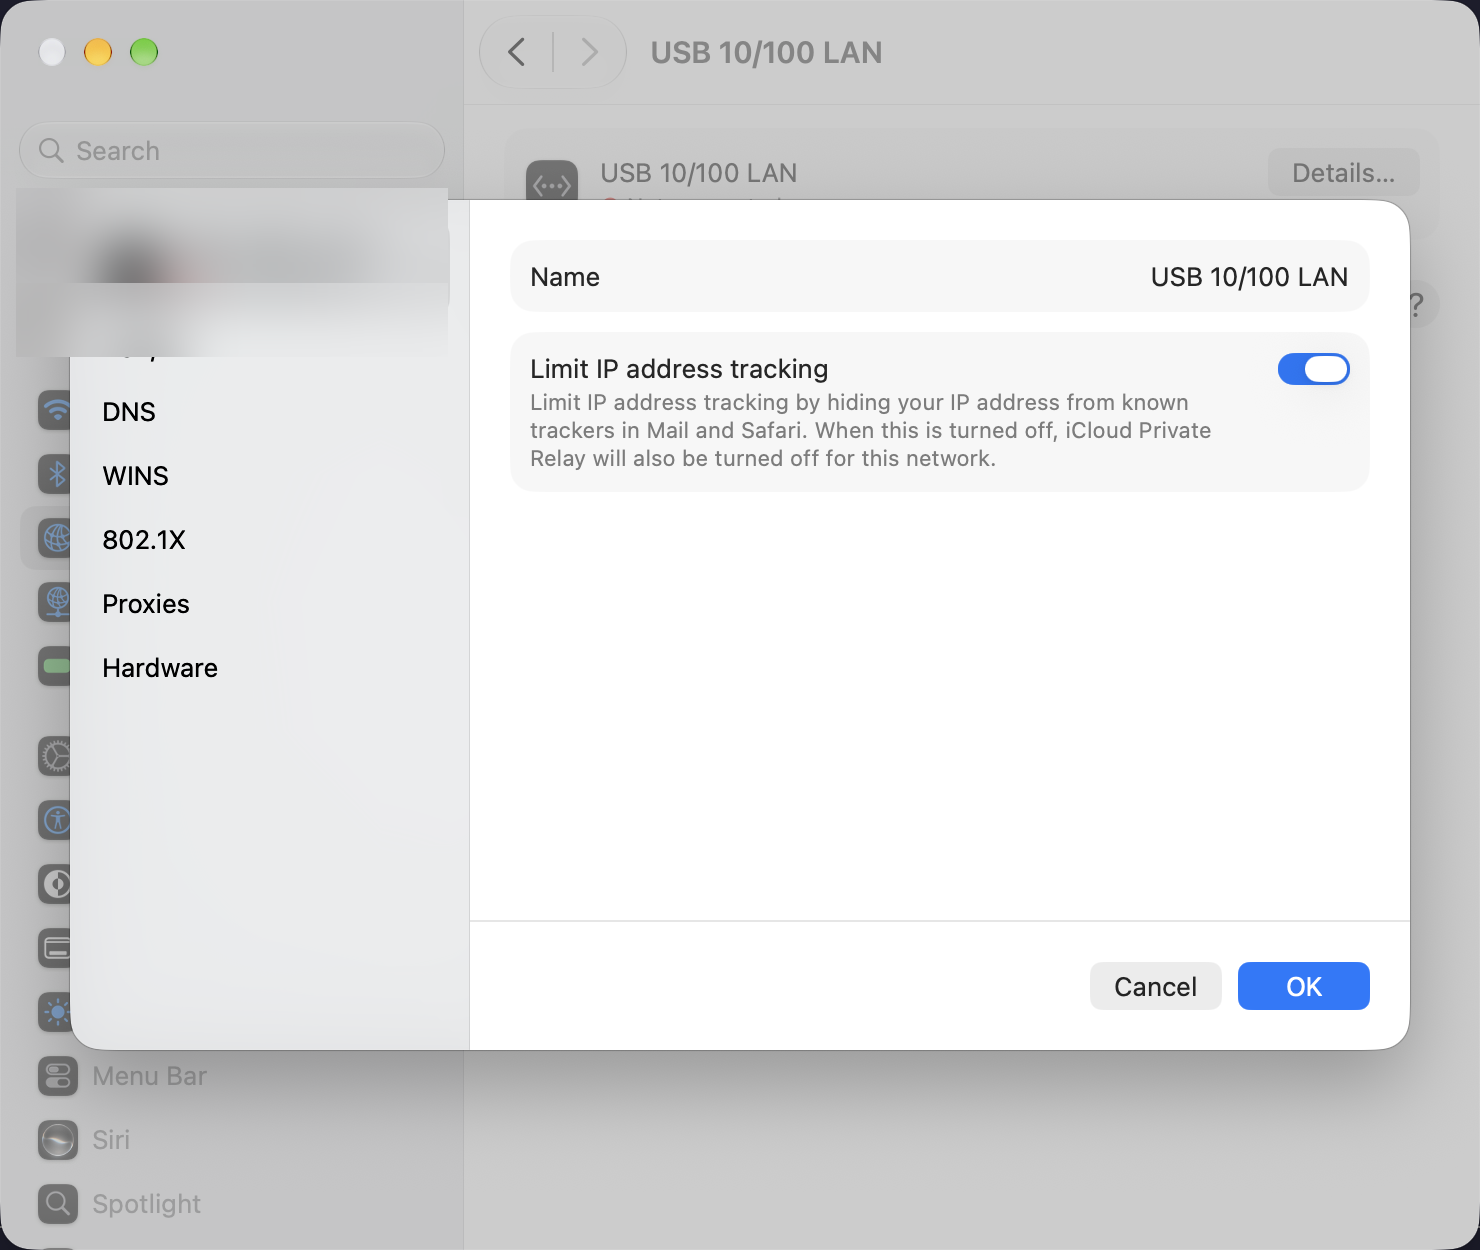 USB 10/100 LAN
Search
USB 10/100 LAN
Details...
?
Name
USB 10/100 LAN
Limit IP address tracking
Limit IP address tracking by hiding your IP address from known
trackers in Mail and Safari. When this is turned off, iCloud Private
Relay will also be turned off for this network.
DNS
WINS
802.1X
Proxies
Hardware
Cancel
OK
Menu Bar
Siri
Spotlight